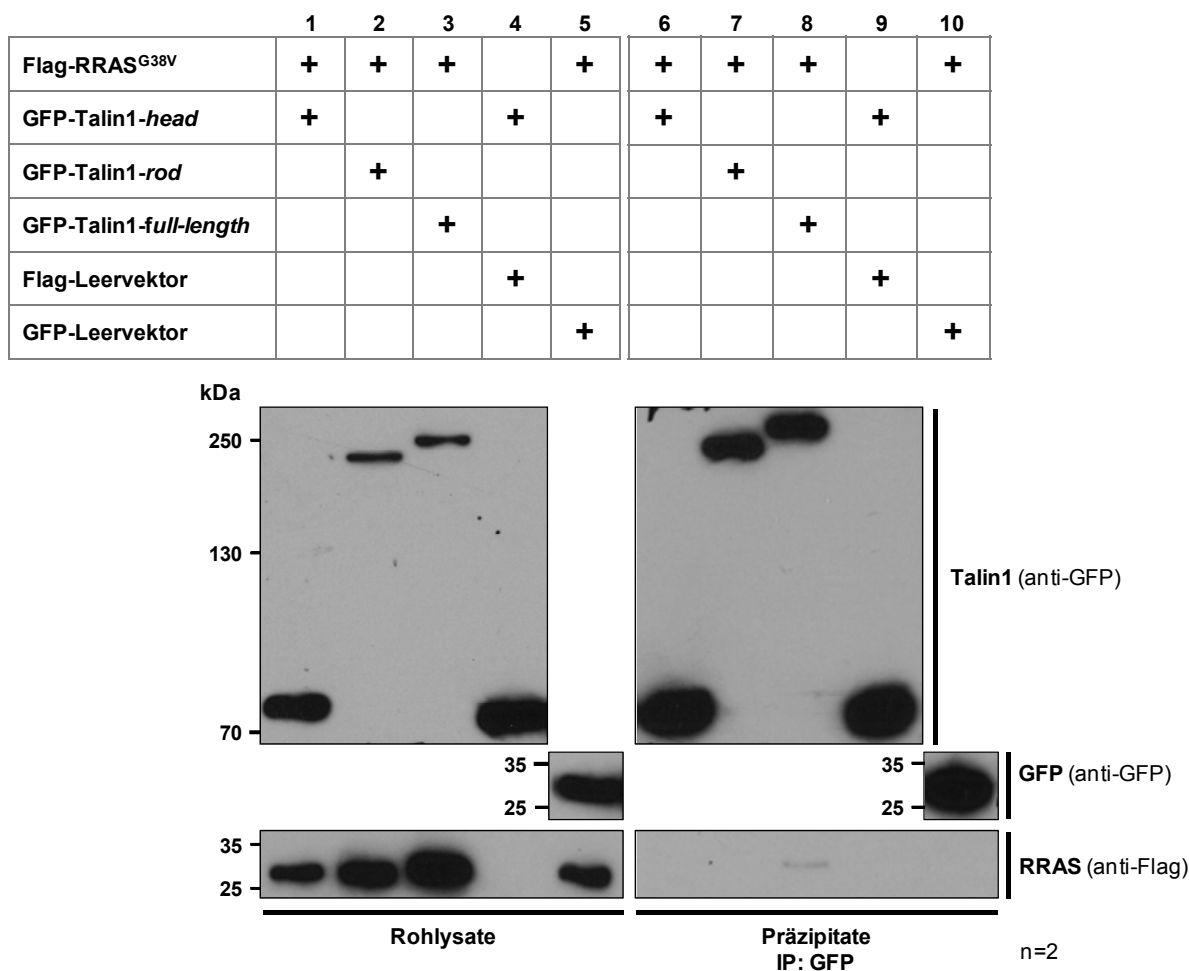 1 2 3 4 5 6 7 8 9 10
Flag-RRASG38V + + + + + + + +
GFP-Talin1-head + + + +
GFP-Talin1-rod + +
GFP-Talin1-full-length + +
Flag-Leervektor + +
GFP-Leervektor + +
kDa
250
130
Talin1 (anti-GFP)
70
35 35
GFP (anti-GFP)
25 25
35
RRAS (anti-Flag)
25
Rohlysate Präzipitate
IP: GFP
n=2